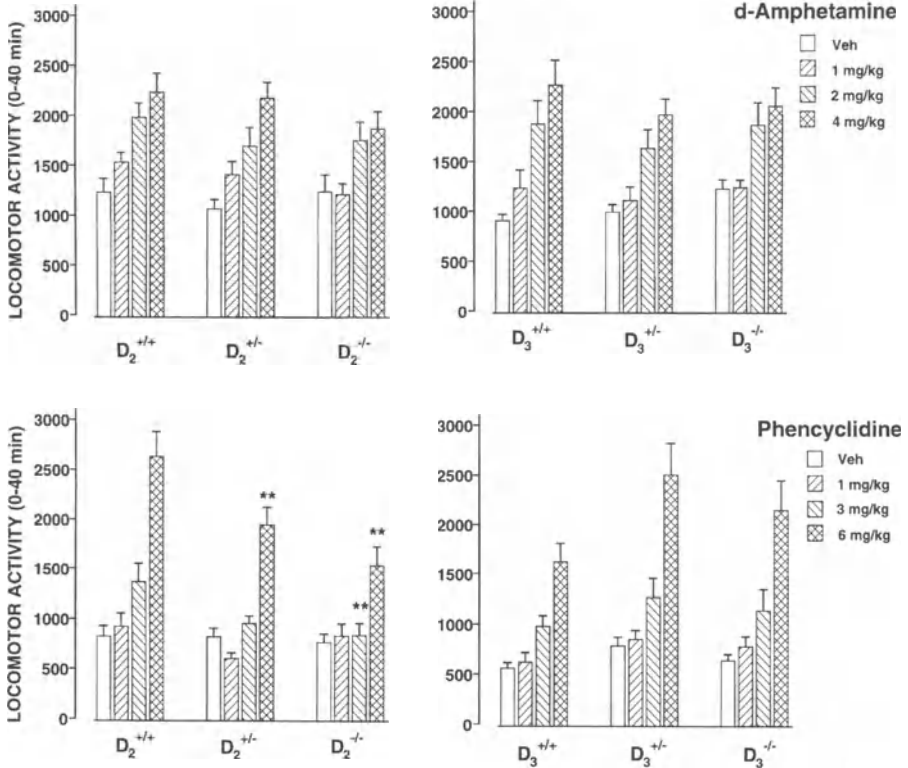 LOCOMOTOR ACTIVITY (0-40 min)
3000
2500
2000
1500
1000
500
0
D2+/+ D2+/- D2-/-
d-Amphetamine
Veh
1 mg/kg
2 mg/kg
4 mg/kg
3000
2500
2000
1500
1000
500
0
D3+/+ D3+/- D3-/-
LOCOMOTOR ACTIVITY (0-40 min)
3000
2500
2000
1500
1000
500
0
**
**
**
D2+/+ D2+/- D2-/-
Phencyclidine
Veh
1 mg/kg
3 mg/kg
6 mg/kg
3000
2500
2000
1500
1000
500
0
D3+/+ D3+/- D3-/-